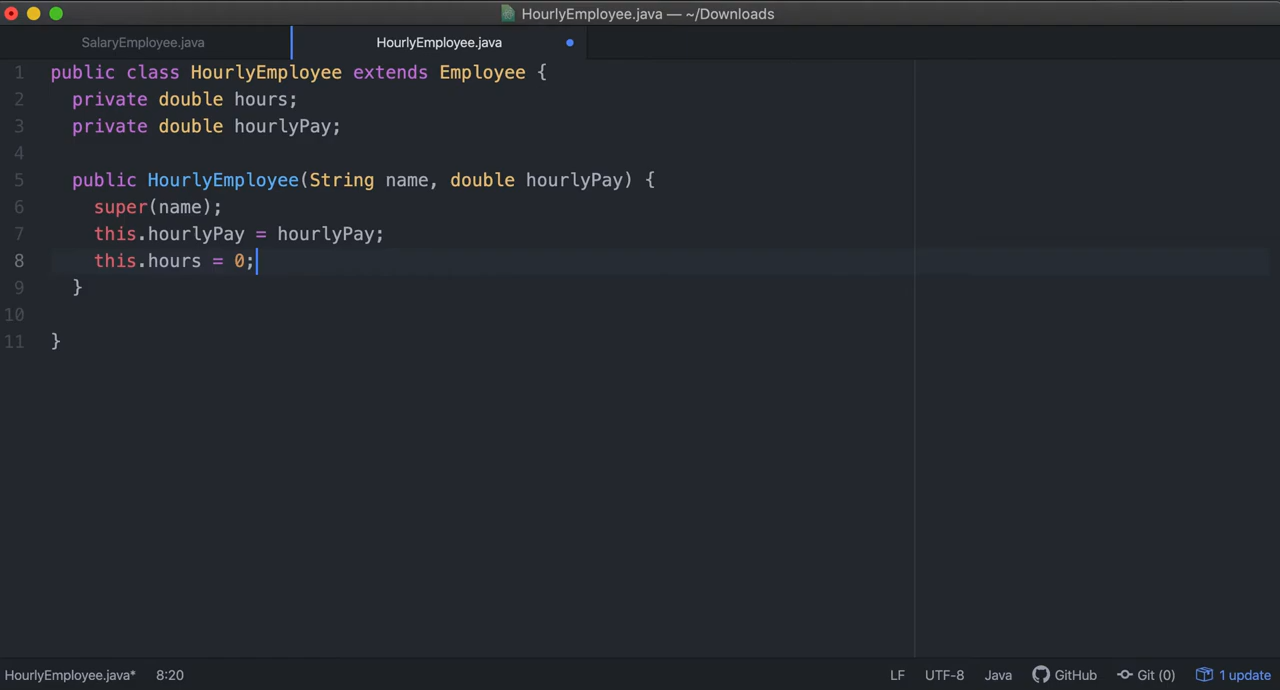 HourlyEmployee.java — ~/Downloads
SalaryEmployee.java HourlyEmployee.java
1 public class HourlyEmployee extends Employee {
2   private double hours;
3   private double hourlyPay;
4
5   public HourlyEmployee(String name, double hourlyPay) {
6     super(name);
7     this.hourlyPay = hourlyPay;
8     this.hours = 0;
9   }
10
11 }
HourlyEmployee.java* 8:20 LF UTF-8 Java GitHub Git (0) 1 update